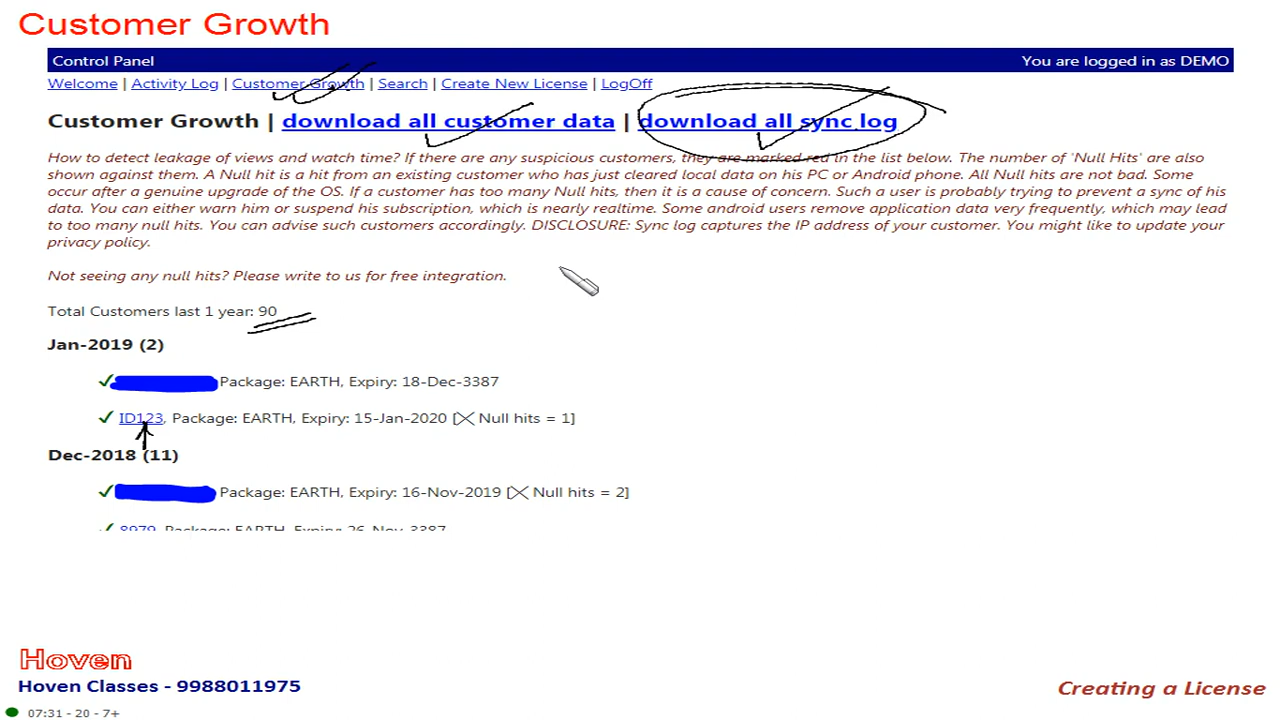 Customer Growth
Control Panel You are logged in as DEMO
Welcome | Activity Log | Customer Growth | Search | Create New License | LogOff
Customer Growth | download all customer data | download all sync log
How to detect leakage of views and watch time? If there are any suspicious customers, they are marked red in the list below. The number of 'Null Hits' are also
shown against them. A Null hit is a hit from an existing customer who has just cleared local data on his PC or Android phone. All Null hits are not bad. Some
occur after a genuine upgrade of the OS. If a customer has too many Null hits, then it is a cause of concern. Such a user is probably trying to prevent a sync of his
data. You can either warn him or suspend his subscription, which is nearly realtime. Some android users remove application data very frequently, which may lead
to too many null hits. You can advise such customers accordingly. DISCLOSURE: Sync log captures the IP address of your customer. You might like to update your
privacy policy.
Not seeing any null hits? Please write to us for free integration.
Total Customers last 1 year: 90
Jan-2019 (2)
Package: EARTH, Expiry: 18-Dec-3387
ID123, Package: EARTH, Expiry: 15-Jan-2020 [Null hits = 1]
Dec-2018 (11)
Package: EARTH, Expiry: 16-Nov-2019 [Null hits = 2]
8979, Package: EARTH, Expiry: 26-Nov-3387
Hoven
Hoven Classes - 9988011975
Creating a License
07:31 - 20 - 7+